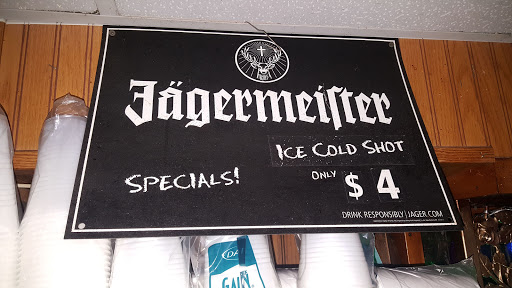 Jägermeiſter
ICE COLD SHOT
SPECIALS!
ONLY $ 4
DRINK RESPONSIBLY | JAGER.COM